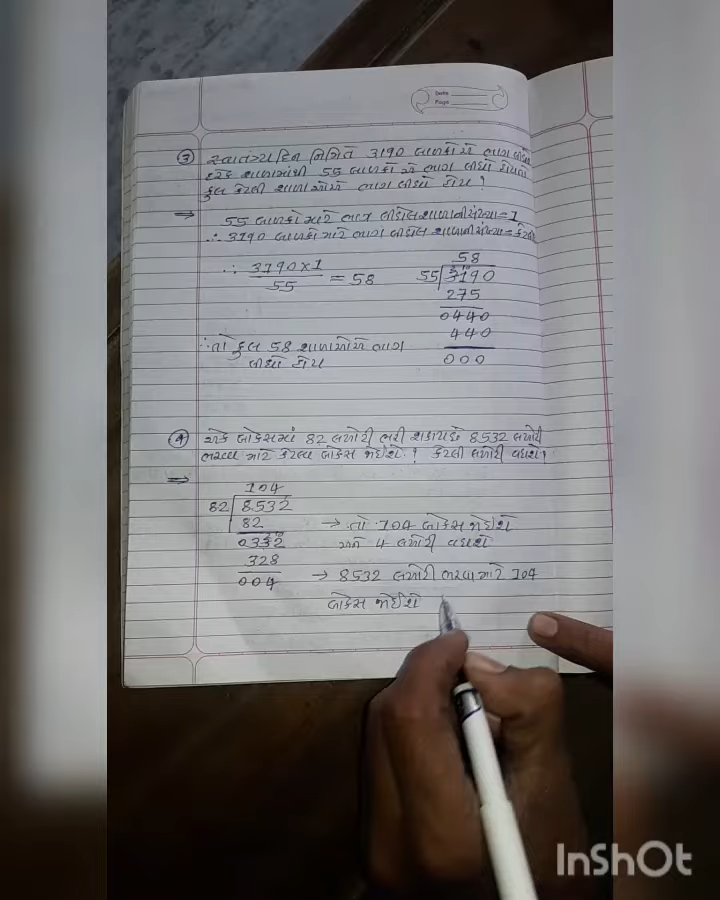 Date
Page
③ સ્વાતંત્ર્યદિન નિમિતે 3190 બાળકોએ ભાગ લીધો
દરેક શાળામાંથી 55 બાળકોએ ભાગ લીધો હોય તો
કુલ કેટલી શાળાઓએ ભાગ લીધો હોય ?
⇒ 55 બાળકો માટે ભાગ લીધેલ શાળાની સંખ્યા = 1
∴ 3190 બાળકો માટે ભાગ લીધેલ શાળાની સંખ્યા = કેટલી
58
∴ 3190 × 1 / 55 = 58
55 3190
275
0440
440
000
∴ તો કુલ 58 શાળાઓએ ભાગ
લીધો હોય
④ એક બોક્સમાં 82 લખોટી ભરી શકાય છે 8532 લખોટી
ભરવા માટે કેટલા બોક્સ જોઈશે ? કેટલી લખોટી વધશે ?
⇒ 104
82 8532
82
0332
328
004
→ તો 104 બોક્સ જોઈશે
અને 4 લખોટી વધશે
→ 8532 લખોટી ભરવા માટે 104
બોક્સ જોઈશે
InShOt